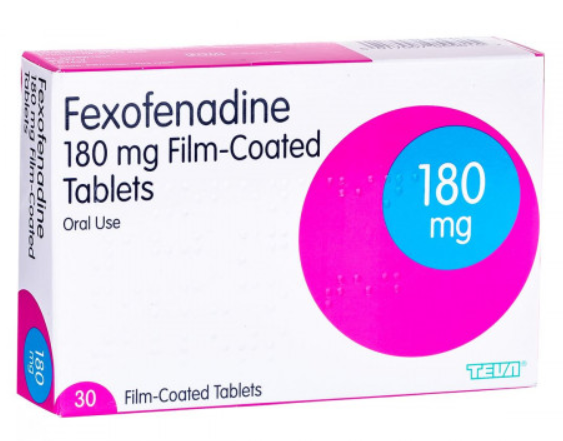 Fexofenadine
180 mg Film-Coated
Tablets
Oral Use
180
mg
TEVA®
30 Film-Coated Tablets
Fexofenadine
180 mg Film-Coated
Tablets
180
mg